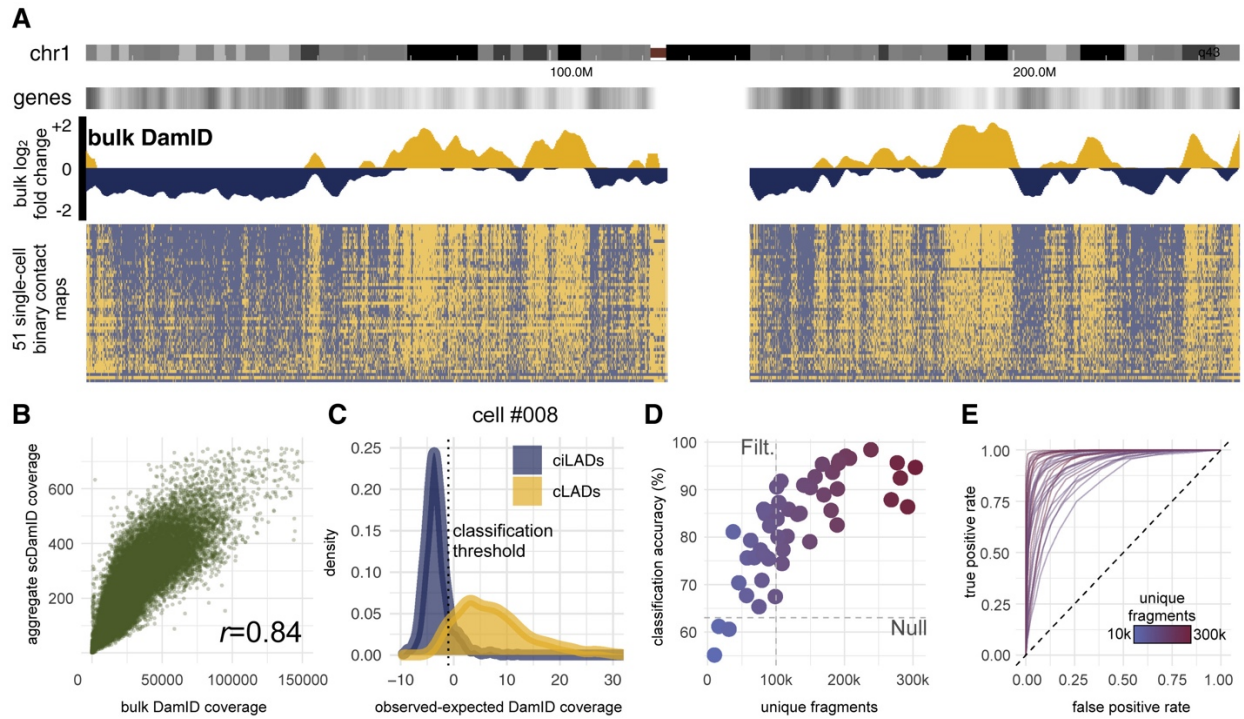 A
chr1
q43
100.0M
200.0M
genes
bulk log2
fold change
+2
0
-2
bulk DamID
51 single-cell
binary contact
maps
B
aggregate scDamID coverage
600
400
200
r=0.84
0
50000
100000
150000
bulk DamID coverage
C
cell #008
density
0.25
0.20
0.15
0.10
0.05
0.00
ciLADs
cLADs
classification
threshold
−10
0
10
20
30
observed-expected DamID coverage
D
classification accuracy (%)
100
90
80
70
60
Filt.
Null
0
100k
200k
300k
unique fragments
E
true positive rate
1.00
0.75
0.50
0.25
0.00
unique
fragments
10k
300k
0.00
0.25
0.50
0.75
1.00
false positive rate